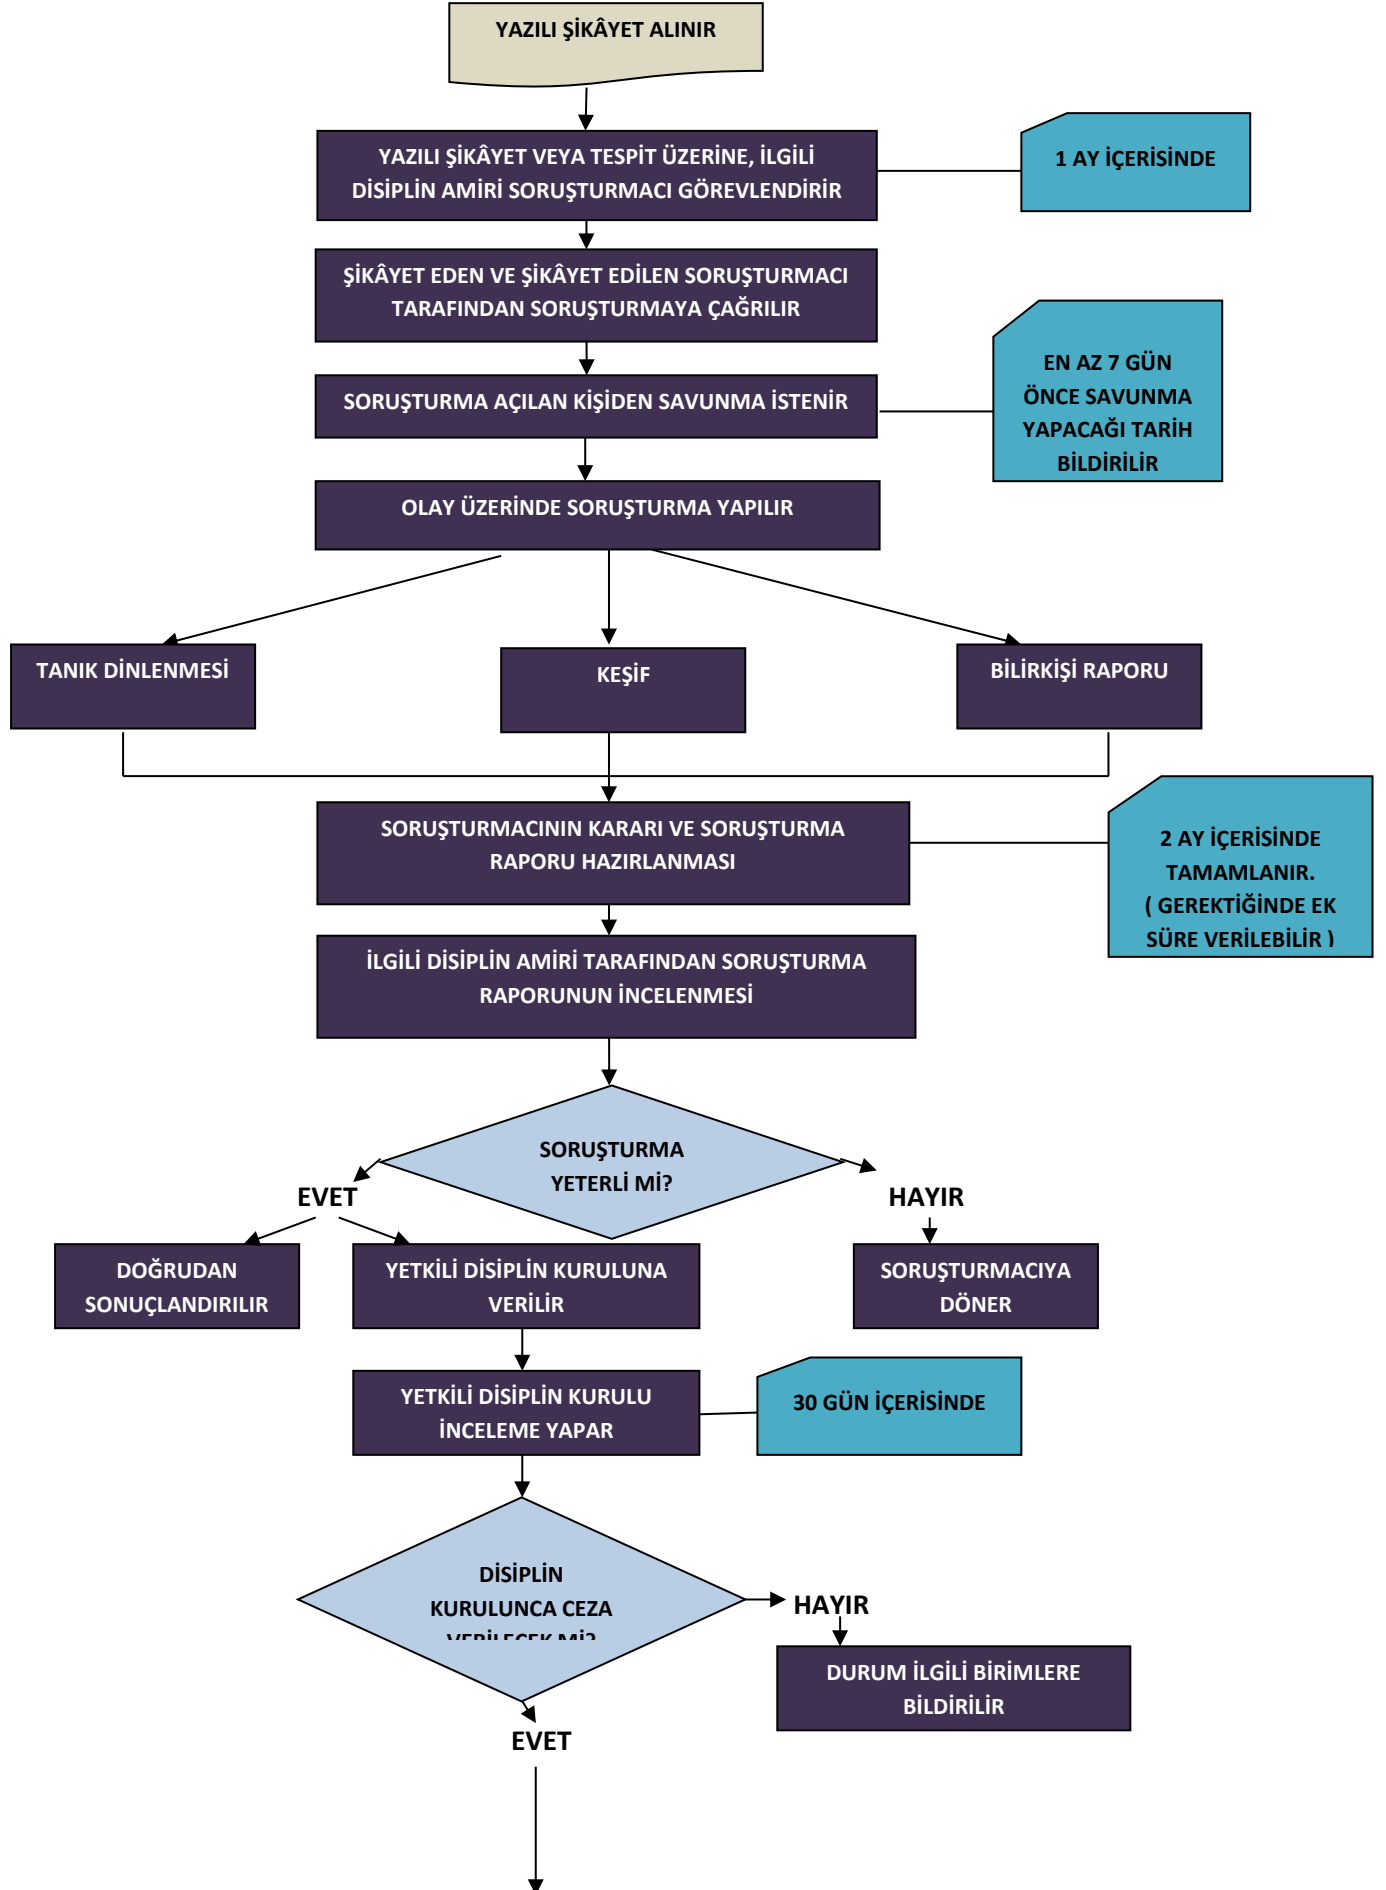 YAZILI ŞİKÂYET ALINIR
YAZILI ŞİKÂYET VEYA TESPİT ÜZERİNE, İLGİLİ
DİSİPLİN AMİRİ SORUŞTURMACI GÖREVLENDİRİR
1 AY İÇERİSİNDE
ŞİKÂYET EDEN VE ŞİKÂYET EDİLEN SORUŞTURMACI
TARAFINDAN SORUŞTURMAYA ÇAĞRILIR
SORUŞTURMA AÇILAN KİŞİDEN SAVUNMA İSTENİR
EN AZ 7 GÜN
ÖNCE SAVUNMA
YAPACAĞI TARİH
BİLDİRİLİR
OLAY ÜZERİNDE SORUŞTURMA YAPILIR
TANIK DİNLENMESİ
KEŞİF
BİLİRKİŞİ RAPORU
SORUŞTURMACININ KARARI VE SORUŞTURMA
RAPORU HAZIRLANMASI
2 AY İÇERİSİNDE
TAMAMLANIR.
( GEREKTİĞİNDE EK
SÜRE VERİLEBİLİR )
İLGİLİ DİSİPLİN AMİRİ TARAFINDAN SORUŞTURMA
RAPORUNUN İNCELENMESİ
SORUŞTURMA
YETERLİ Mİ?
EVET
HAYIR
DOĞRUDAN
SONUÇLANDIRILIR
YETKİLİ DİSİPLİN KURULUNA
VERİLİR
SORUŞTURMACIYA
DÖNER
YETKİLİ DİSİPLİN KURULU
İNCELEME YAPAR
30 GÜN İÇERİSİNDE
DİSİPLİN
KURULUNCA CEZA
VERİLECEK Mİ?
HAYIR
DURUM İLGİLİ BİRİMLERE
BİLDİRİLİR
EVET